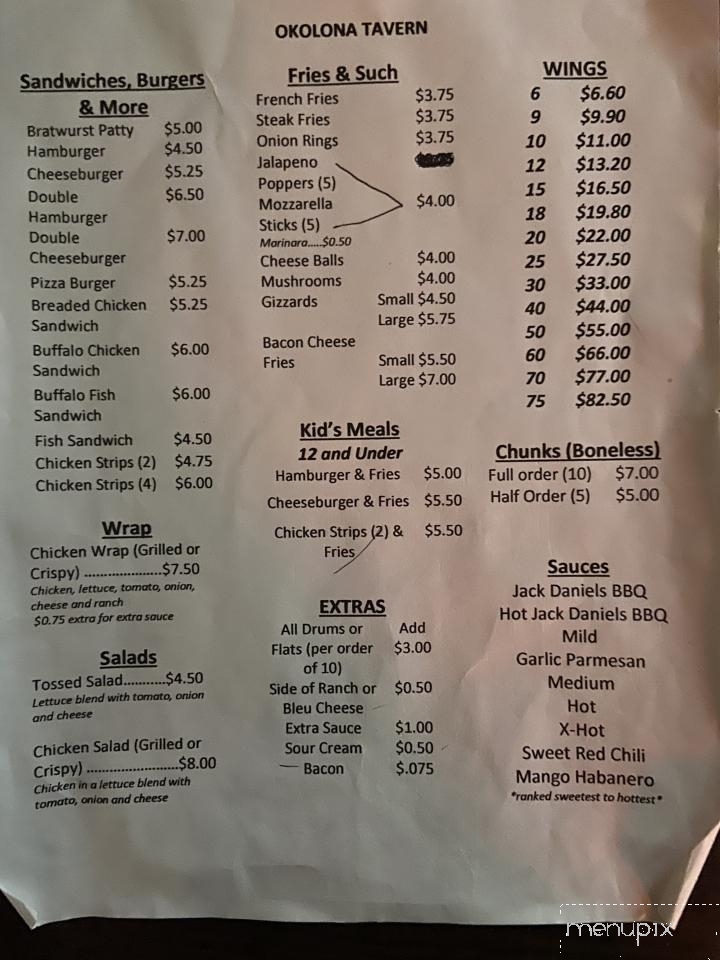 OKOLONA TAVERN
Sandwiches, Burgers
& More
Bratwurst Patty $5.00
Hamburger $4.50
Cheeseburger $5.25
Double $6.50
Hamburger
Double $7.00
Cheeseburger
Pizza Burger $5.25
Breaded Chicken $5.25
Sandwich
Buffalo Chicken $6.00
Sandwich
Buffalo Fish $6.00
Sandwich
Fish Sandwich $4.50
Chicken Strips (2) $4.75
Chicken Strips (4) $6.00
Wrap
Chicken Wrap (Grilled or
Crispy) .....................$7.50
Chicken, lettuce, tomato, onion,
cheese and ranch
$0.75 extra for extra sauce
Salads
Tossed Salad...........$4.50
Lettuce blend with tomato, onion
and cheese
Chicken Salad (Grilled or
Crispy) .........................$8.00
Chicken in a lettuce blend with
tomato, onion and cheese
Fries & Such
French Fries $3.75
Steak Fries $3.75
Onion Rings $3.75
Jalapeno
Poppers (5)
Mozzarella $4.00
Sticks (5)
Marinara.....$0.50
Cheese Balls $4.00
Mushrooms $4.00
Gizzards Small $4.50
Large $5.75
Bacon Cheese
Fries Small $5.50
Large $7.00
Kid's Meals
12 and Under
Hamburger & Fries $5.00
Cheeseburger & Fries $5.50
Chicken Strips (2) & $5.50
Fries
EXTRAS
All Drums or Add
Flats (per order $3.00
of 10)
Side of Ranch or $0.50
Bleu Cheese
Extra Sauce $1.00
Sour Cream $0.50
Bacon $.075
WINGS
6 $6.60
9 $9.90
10 $11.00
12 $13.20
15 $16.50
18 $19.80
20 $22.00
25 $27.50
30 $33.00
40 $44.00
50 $55.00
60 $66.00
70 $77.00
75 $82.50
Chunks (Boneless)
Full order (10) $7.00
Half Order (5) $5.00
Sauces
Jack Daniels BBQ
Hot Jack Daniels BBQ
Mild
Garlic Parmesan
Medium
Hot
X-Hot
Sweet Red Chili
Mango Habanero
*ranked sweetest to hottest*
menupix